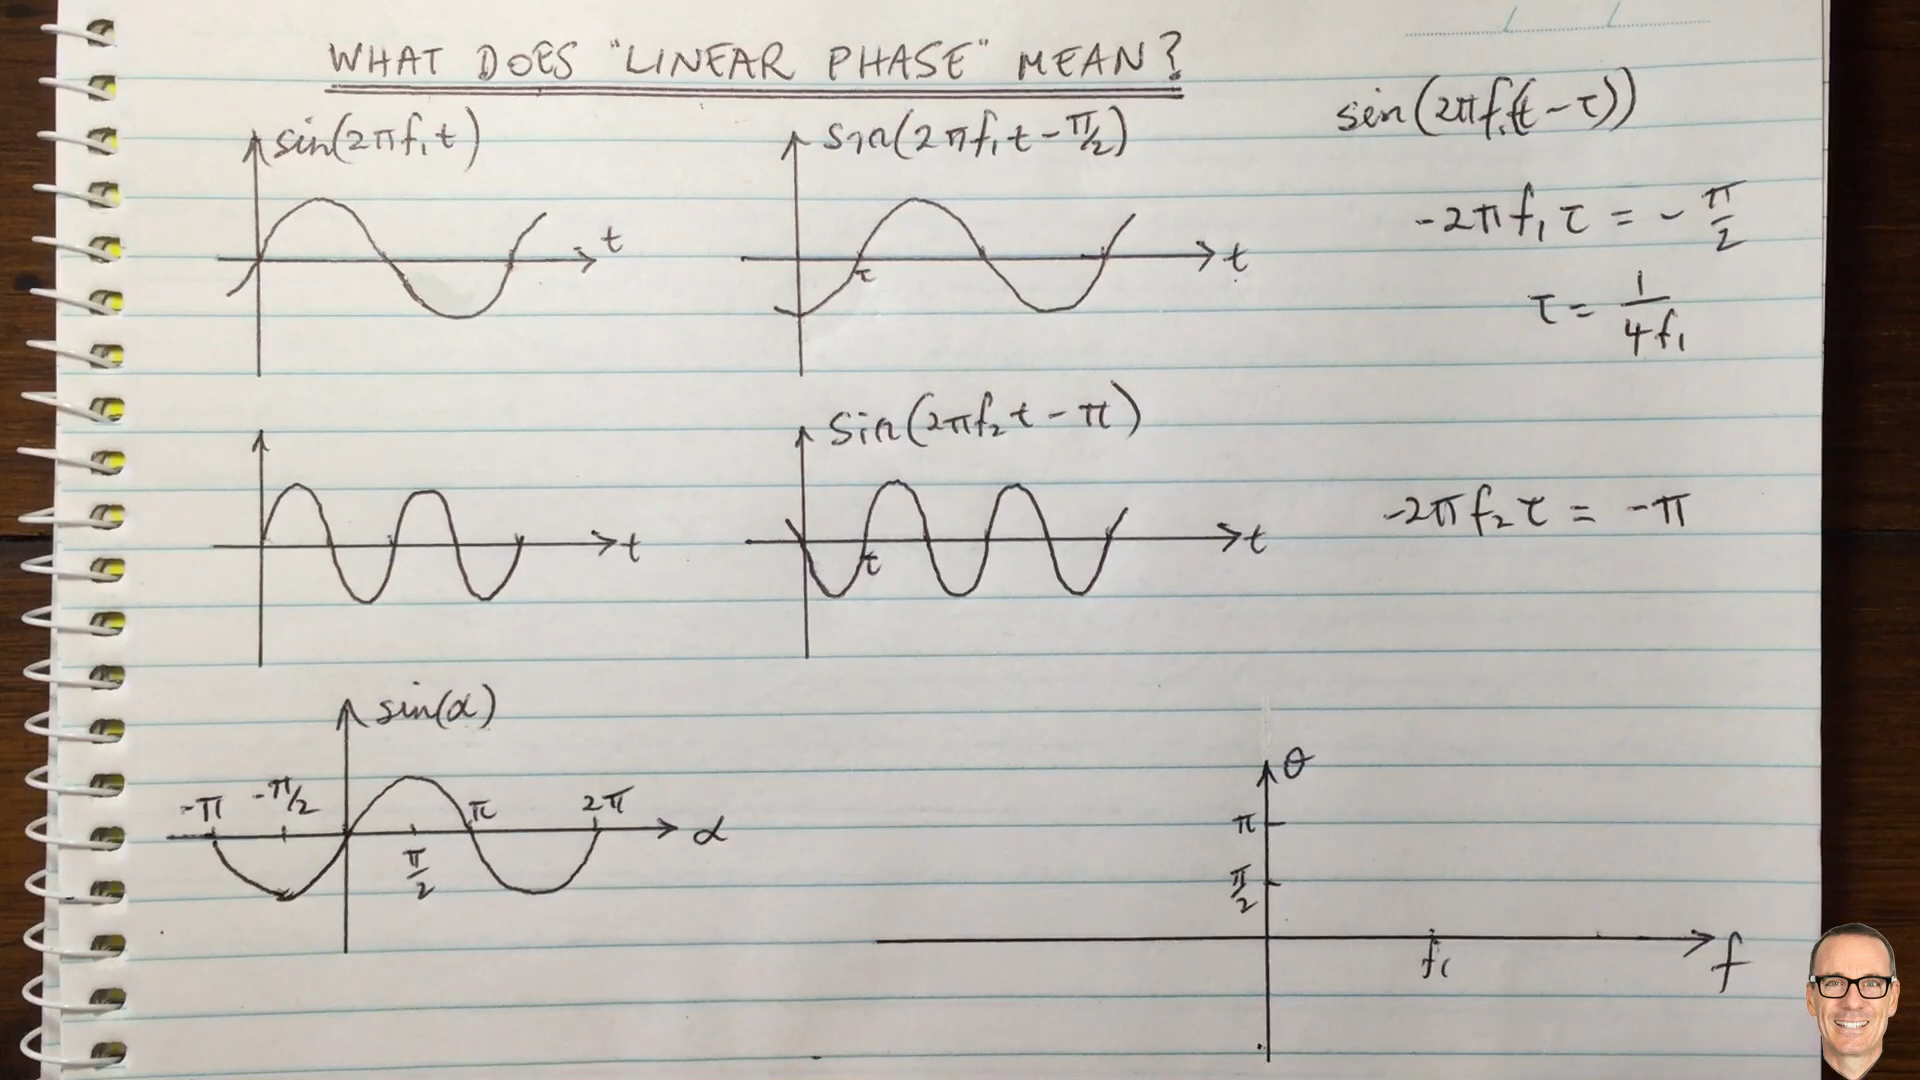 WHAT DOES "LINEAR PHASE" MEAN?
sin(2πf₁t)
sin(2πf₁t - π/2)
sin(2πf₁(t - τ))
-2πf₁τ = - π/2
τ = 1/4f₁
t
τ
t
sin(2πf₂t - π)
-2πf₂τ = -π
t
τ
t
sin(α)
-π
-π/2
π/2
π
2π
α
θ
π
π/2
f₁
f